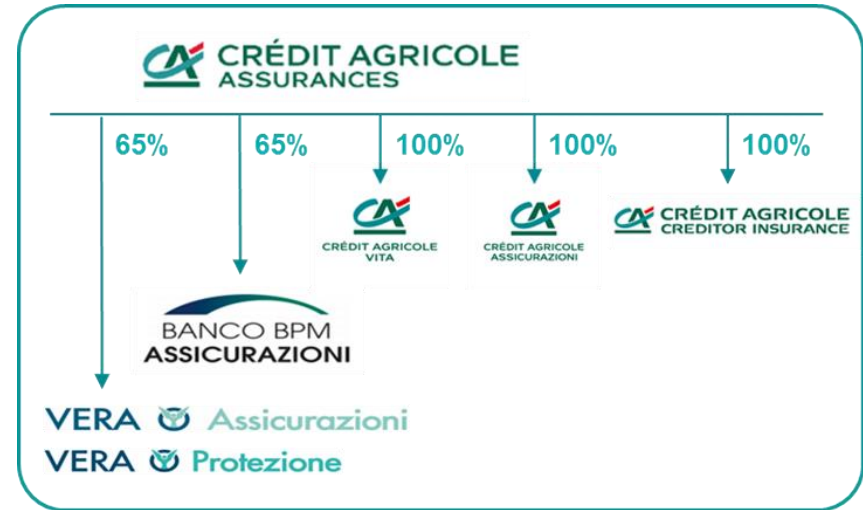 CRÉDIT AGRICOLE
ASSURANCES
65% 65% 100% 100% 100%
CRÉDIT AGRICOLE
VITA
CRÉDIT AGRICOLE
ASSICURAZIONI
CRÉDIT AGRICOLE
CREDITOR INSURANCE
BANCO BPM
ASSICURAZIONI
VERA Assicurazioni
VERA Protezione